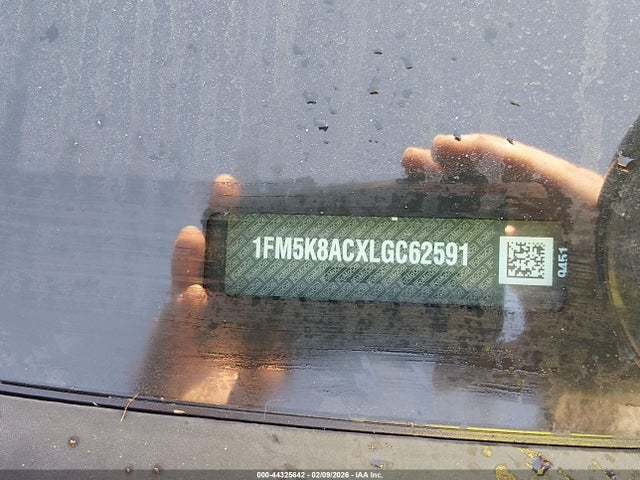 1FM5K8ACXLGC62591
9451
000-44325642 - 02/09/2026 - IAA Inc.